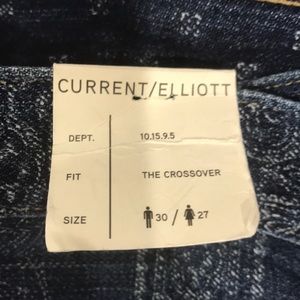 CURRENT/ELLIOTT
DEPT. 10.15.9.5
FIT THE CROSSOVER
SIZE 30 / 27